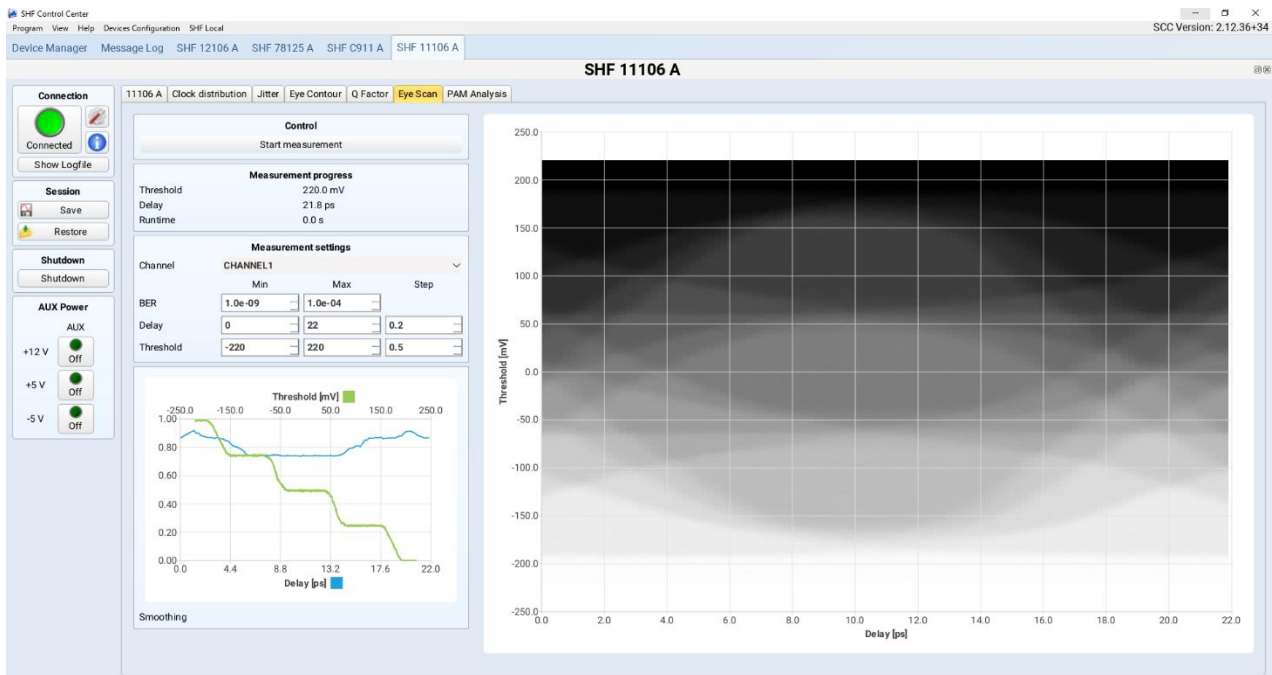 SHF Control Center
Program View Help Devices Configuration SHF Local
SCC Version: 2.12.36+34
Device Manager Message Log SHF 12106 A SHF 78125 A SHF C911 A SHF 11106 A
SHF 11106 A
Connection
Connected
Show Logfile
Session
Save
Restore
Shutdown
Shutdown
AUX Power
AUX
+12 V Off
+5 V Off
-5 V Off
11106 A Clock distribution Jitter Eye Contour Q Factor Eye Scan PAM Analysis
Control
Start measurement
Measurement progress
Threshold 220.0 mV
Delay 21.8 ps
Runtime 0.0 s
Measurement settings
Channel CHANNEL1
Min Max Step
BER 1.0e-09 1.0e-04
Delay 0 22 0.2
Threshold -220 220 0.5
Threshold [mV]
-250.0 -150.0 -50.0 50.0 150.0 250.0
1.00
0.80
0.60
0.40
0.20
0.00
0.0 4.4 8.8 13.2 17.6 22.0
Delay [ps]
Smoothing
250.0
200.0
150.0
100.0
50.0
0.0
-50.0
-100.0
-150.0
-200.0
-250.0
Threshold [mV]
0.0 2.0 4.0 6.0 8.0 10.0 12.0 14.0 16.0 18.0 20.0 22.0
Delay [ps]